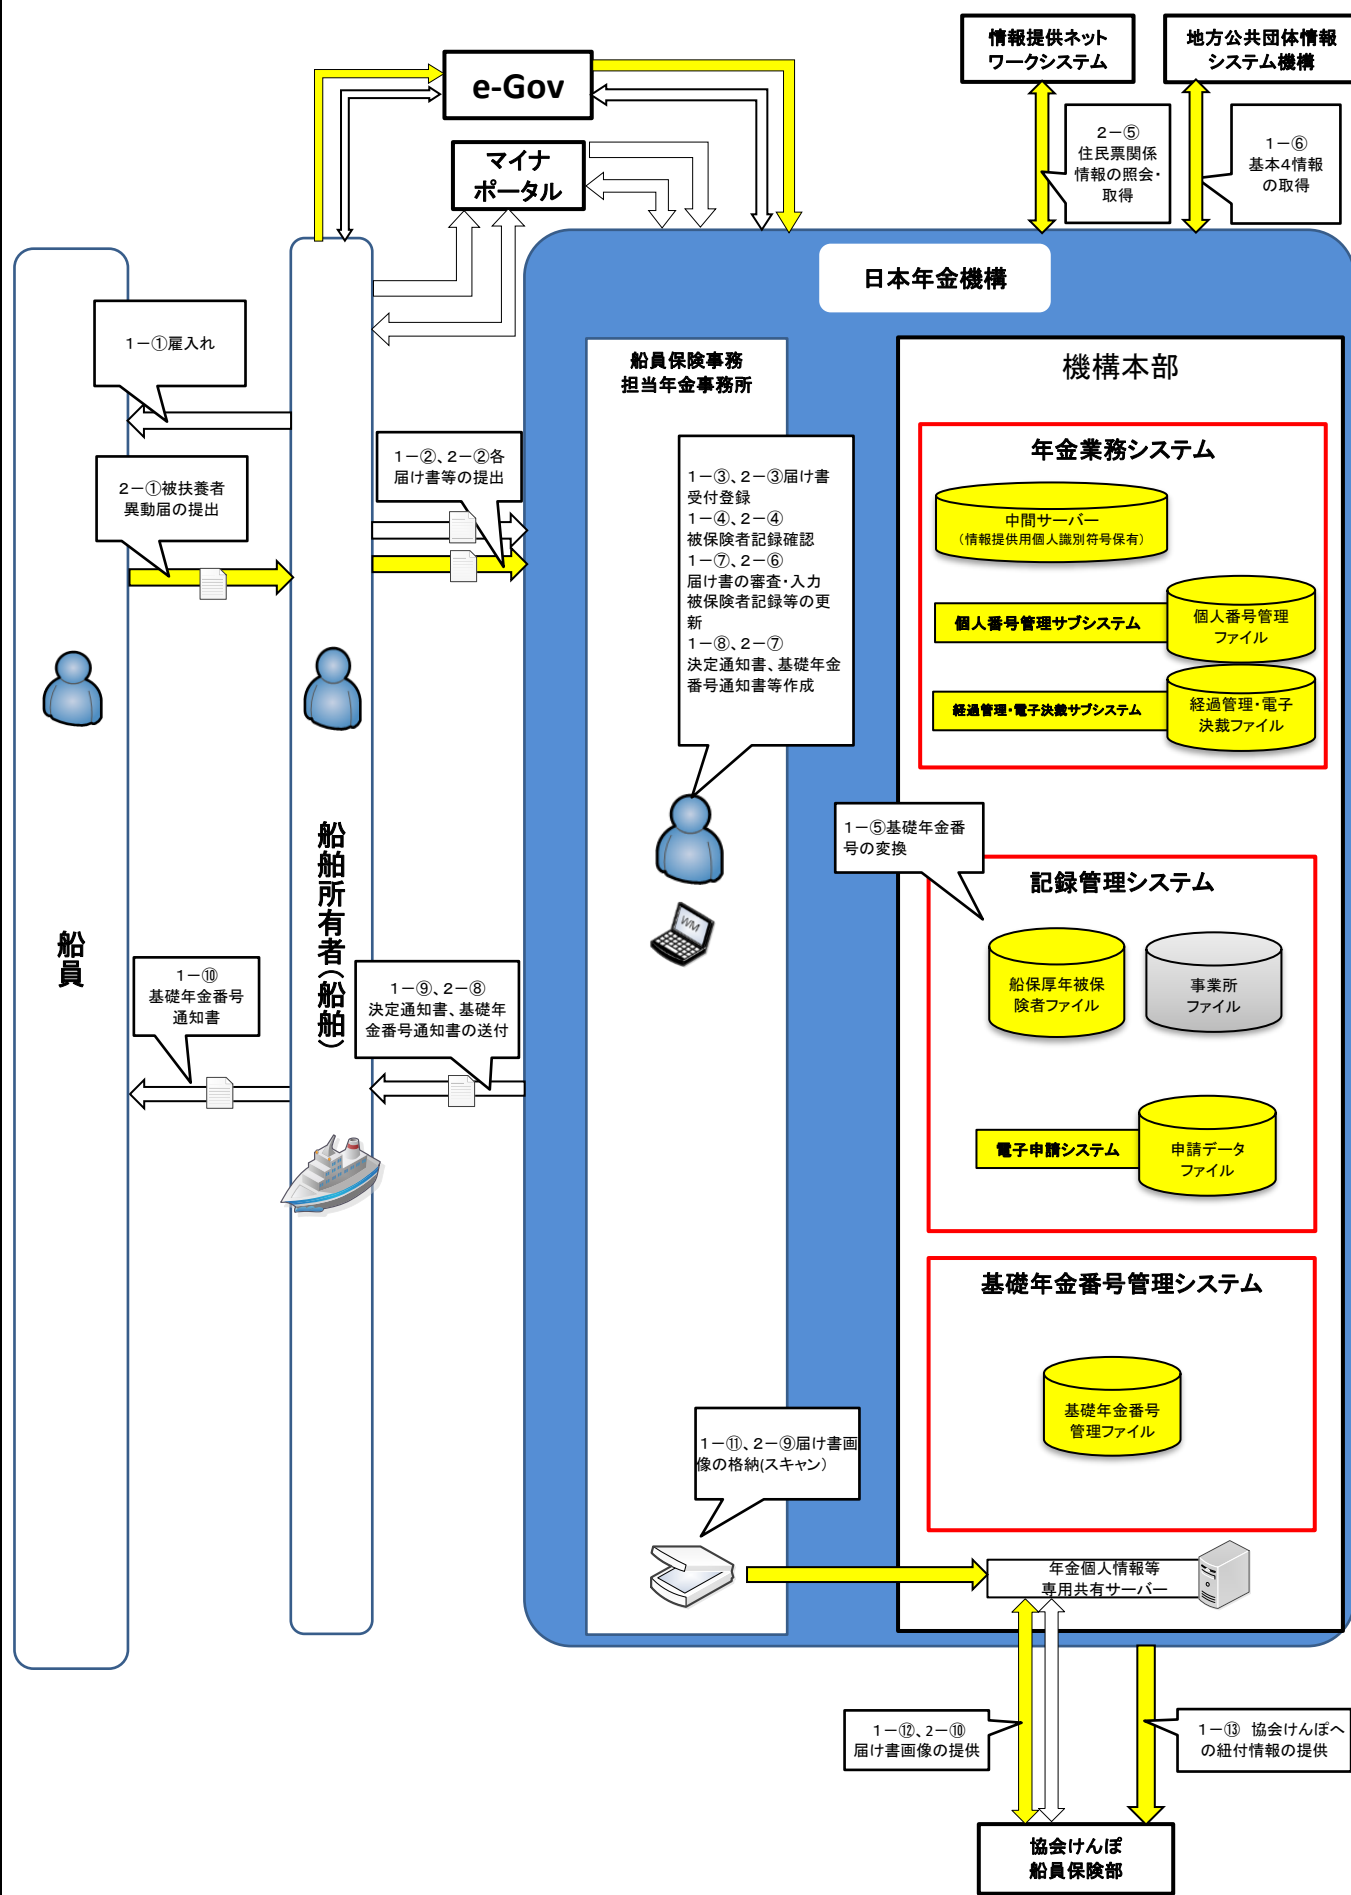 情報提供ネット
ワークシステム
地方公共団体情報
システム機構
e-Gov
マイナ
ポータル
2－⑤
住民票関係
情報の照会・
取得
1－⑥
基本4情報
の取得
日本年金機構
1－①雇入れ
2－①被扶養者
異動届の提出
1－②、2－②各
届け書等の提出
船員保険事務
担当年金事務所
1－③、2－③届け書
受付登録
1－④、2－④
被保険者記録確認
1－⑦、2－⑥
届け書の審査・入力
被保険者記録等の更
新
1－⑧、2－⑦
決定通知書、基礎年金
番号通知書等作成
機構本部
年金業務システム
中間サーバー
（情報提供用個人識別符号保有）
個人番号管理サブシステム
個人番号管理
ファイル
経過管理・電子決裁サブシステム
経過管理・電子
決裁ファイル
1－⑤基礎年金番
号の変換
記録管理システム
船保厚年被保
険者ファイル
事業所
ファイル
電子申請システム
申請データ
ファイル
基礎年金番号管理システム
基礎年金番号
管理ファイル
船員
船舶所有者（船舶）
WM
1－⑩
基礎年金番号
通知書
1－⑨、2－⑧
決定通知書、基礎年
金番号通知書の送付
1－⑪、2－⑨届け書画
像の格納(スキャン）
年金個人情報等
専用共有サーバー
1－⑫、2－⑩
届け書画像の提供
1－⑬ 協会けんぽへ
の紐付情報の提供
協会けんぽ
船員保険部